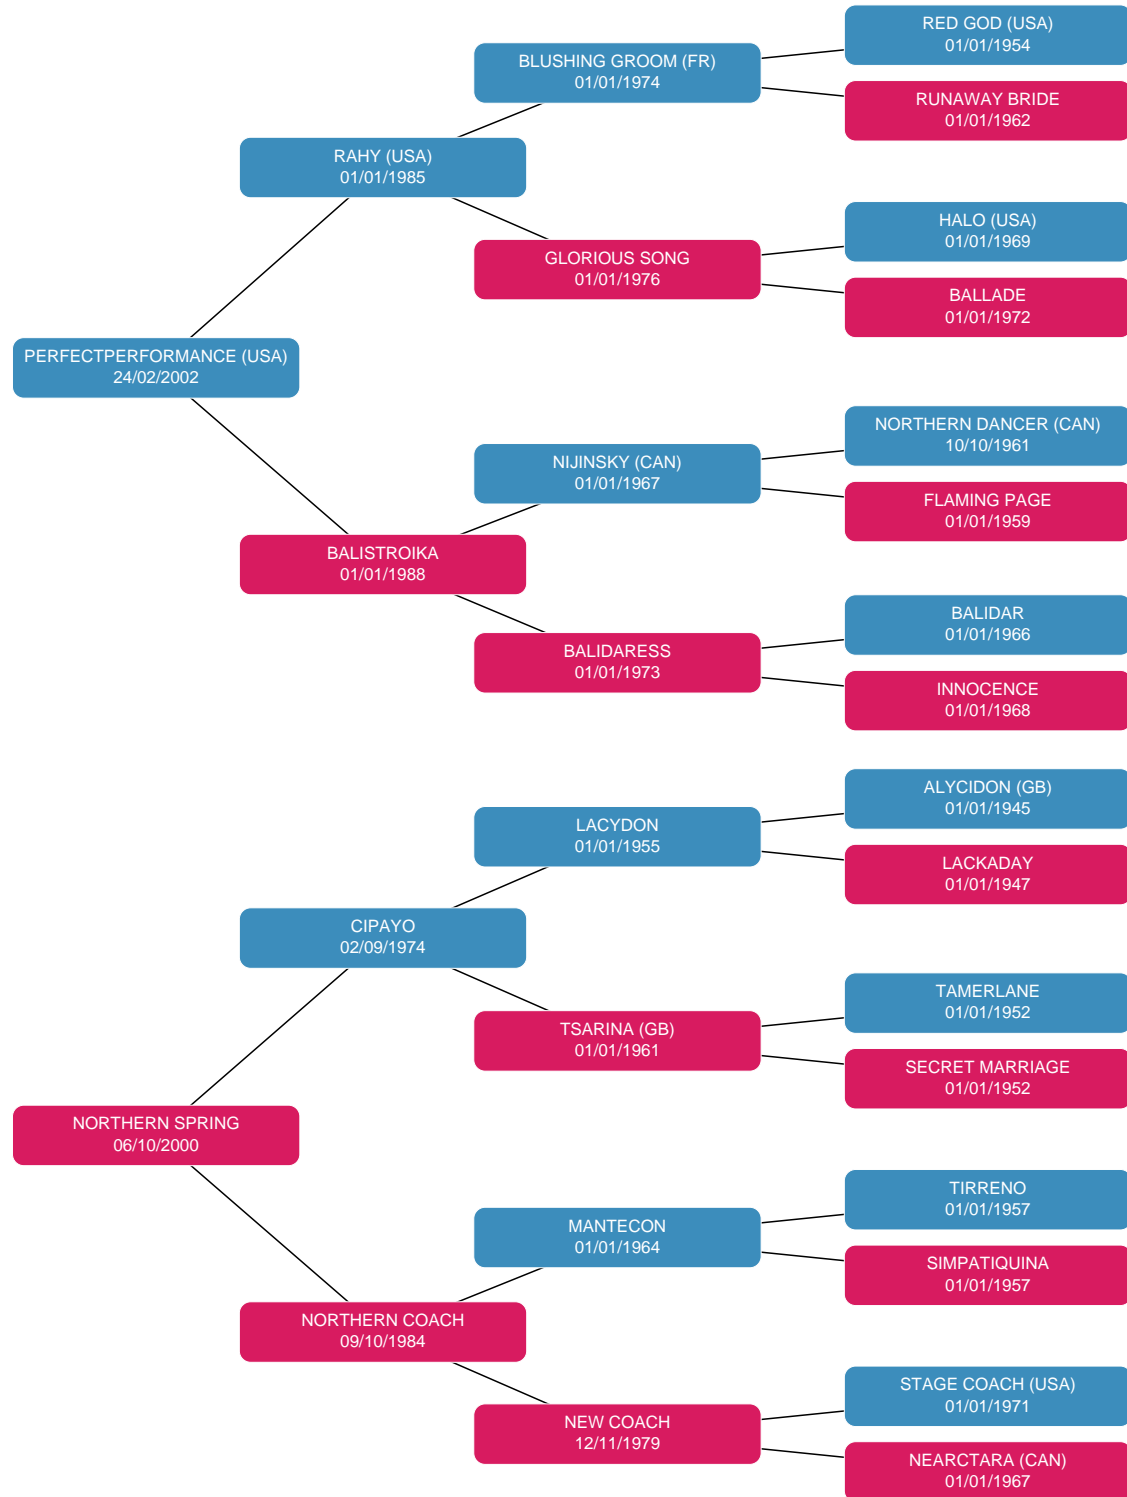 RED GOD (USA)
01/01/1954
BLUSHING GROOM (FR)
01/01/1974
RUNAWAY BRIDE
01/01/1962
RAHY (USA)
01/01/1985
HALO (USA)
01/01/1969
GLORIOUS SONG
01/01/1976
BALLADE
01/01/1972
PERFECTPERFORMANCE (USA)
24/02/2002
NORTHERN DANCER (CAN)
10/10/1961
NIJINSKY (CAN)
01/01/1967
FLAMING PAGE
01/01/1959
BALISTROIKA
01/01/1988
BALIDAR
01/01/1966
BALIDARESS
01/01/1973
INNOCENCE
01/01/1968
ALYCIDON (GB)
01/01/1945
LACYDON
01/01/1955
LACKADAY
01/01/1947
CIPAYO
02/09/1974
TAMERLANE
01/01/1952
TSARINA (GB)
01/01/1961
SECRET MARRIAGE
01/01/1952
NORTHERN SPRING
06/10/2000
TIRRENO
01/01/1957
MANTECON
01/01/1964
SIMPATIQUINA
01/01/1957
NORTHERN COACH
09/10/1984
STAGE COACH (USA)
01/01/1971
NEW COACH
12/11/1979
NEARCTARA (CAN)
01/01/1967